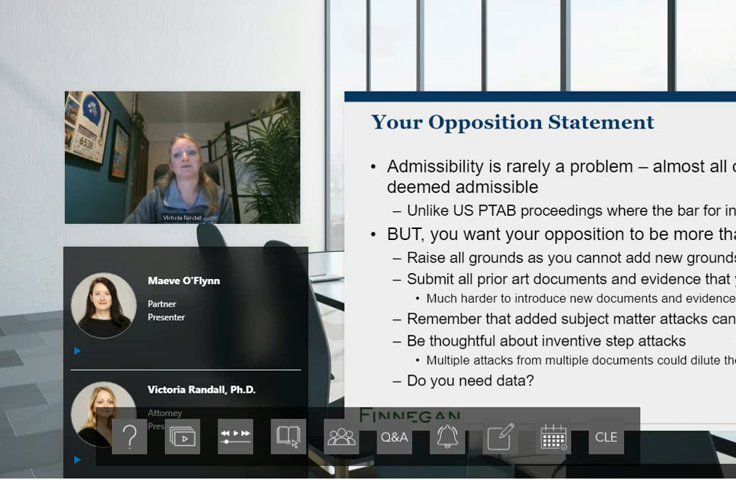 6538
Victoria Randall
Maeve O'Flynn
Partner
Presenter
Victoria Randall, Ph.D.
Attorney
Your Opposition Statement
• Admissibility is rarely a problem – almost all
deemed admissible
– Unlike US PTAB proceedings where the bar for
• BUT, you want your opposition to be more
– Raise all grounds as you cannot add new grounds
– Submit all prior art documents and evidence that
• Much harder to introduce new documents and evidence
– Remember that added subject matter attacks can
– Be thoughtful about inventive step attacks
• Multiple attacks from multiple documents could dilute
– Do you need data?
FINNEGAN
?
Q&A
CLE